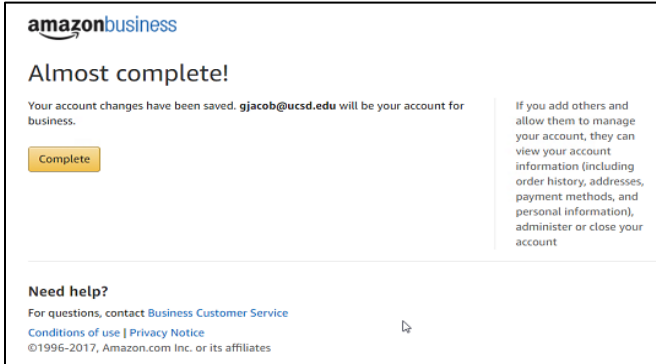 amazonbusiness
Almost complete!
Your account changes have been saved. gjacob@ucsd.edu will be your account for
business.
Complete
If you add others and
allow them to manage
your account, they can
view your account
information (including
order history, addresses,
payment methods, and
personal information),
administer or close your
account
Need help?
For questions, contact Business Customer Service
Conditions of use | Privacy Notice
©1996-2017, Amazon.com Inc. or its affiliates